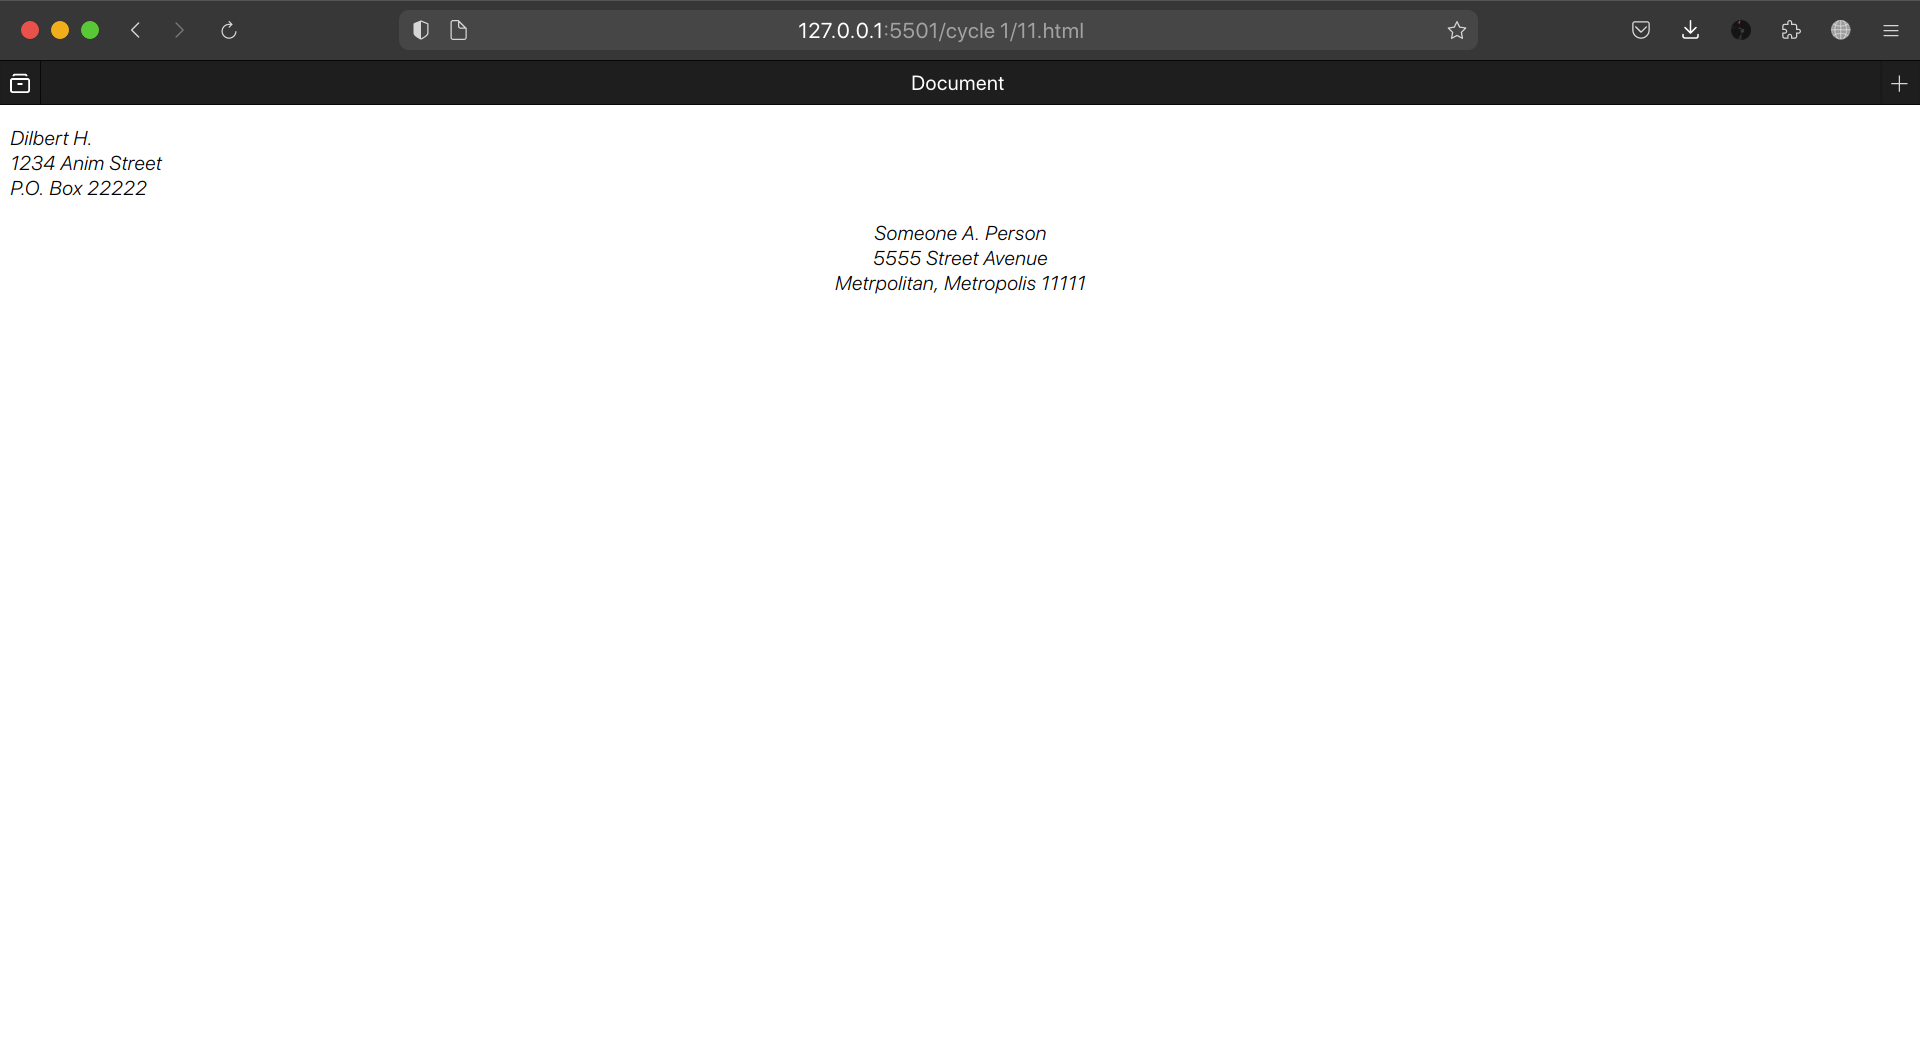 127.0.0.1:5501/cycle 1/11.html
Document
Dilbert H.
1234 Anim Street
P.O. Box 22222
Someone A. Person
5555 Street Avenue
Metrpolitan, Metropolis 11111